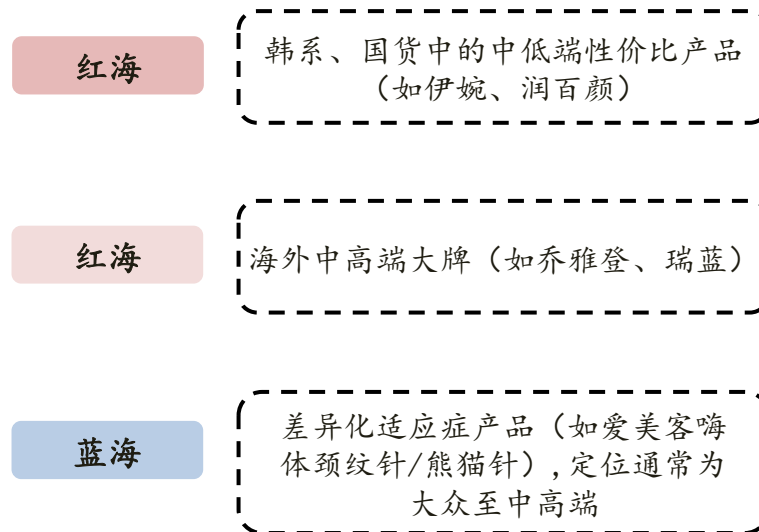 红海
韩系、国货中的中低端性价比产品
（如伊婉、润百颜）
红海
海外中高端大牌（如乔雅登、瑞蓝）
蓝海
差异化适应症产品（如爱美客嗨
体颈纹针/熊猫针）,定位通常为
大众至中高端